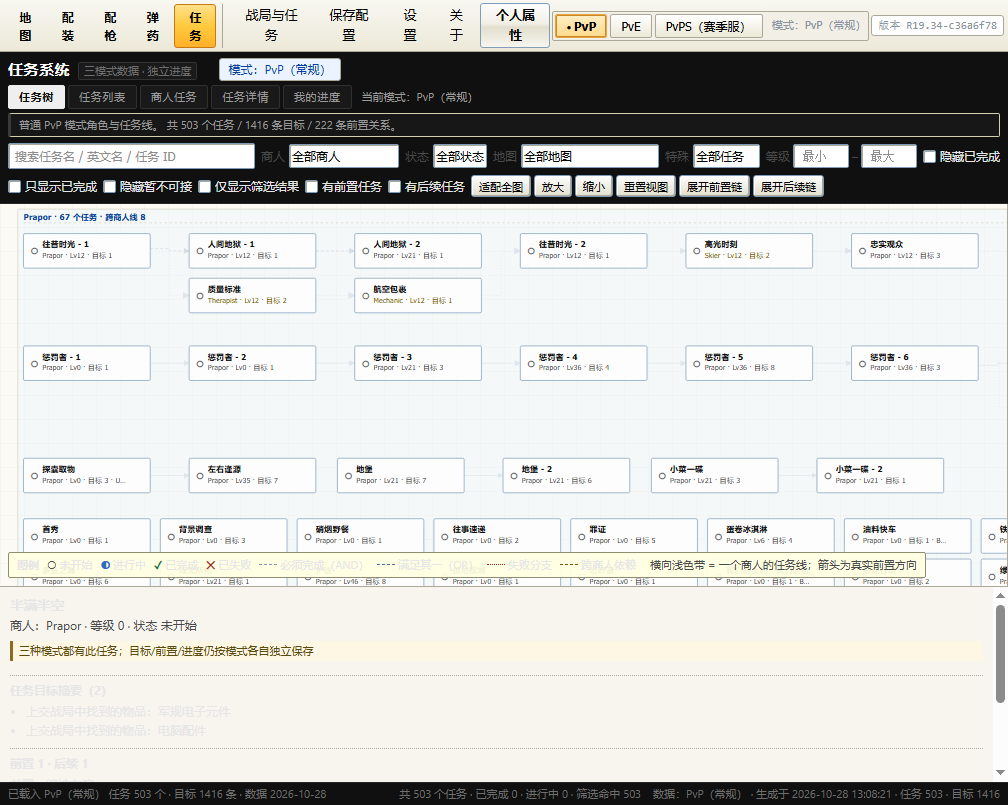 地图 配装 配枪 弹药 任务 战局与任务 保存配置 设置 关于 个人属性 • PvP PvE PvPS（赛季服） 模式：PvP（常规） 版本 R19.34-c36a6f78
任务系统 三模式数据 · 独立进度 模式：PvP（常规）
任务树 任务列表 商人任务 任务详情 我的进度 当前模式：PvP（常规）
普通 PvP 模式角色与任务线。 共 503 个任务 / 1416 条目标 / 222 条前置关系。
搜索任务名 / 英文名 / 任务 ID 商人 全部商人 状态 全部状态 地图 全部地图 特殊 全部任务 等级 最小 – 最大 隐藏已完成
只显示已完成 隐藏暂不可接 仅显示筛选结果 有前置任务 有后续任务 适配全图 放大 缩小 重置视图 展开前置链 展开后续链
Prapor · 67 个任务 · 跨商人线 8
往昔时光 - 1 人间地狱 - 1 人间地狱 - 2 往昔时光 - 2 高光时刻 忠实观众
Prapor · Lv12 · 目标 1 Prapor · Lv12 · 目标 1 Prapor · Lv21 · 目标 1 Prapor · Lv12 · 目标 1 Skier · Lv12 · 目标 2 Prapor · Lv12 · 目标 3
质量标准 航空包裹
Therapist · Lv12 · 目标 2 Mechanic · Lv12 · 目标 1
惩罚者 - 1 惩罚者 - 2 惩罚者 - 3 惩罚者 - 4 惩罚者 - 5 惩罚者 - 6
Prapor · Lv0 · 目标 1 Prapor · Lv0 · 目标 1 Prapor · Lv21 · 目标 3 Prapor · Lv36 · 目标 4 Prapor · Lv36 · 目标 8 Prapor · Lv36 · 目标 3
探囊取物 左右逢源 地堡 地堡 - 2 小菜一碟 小菜一碟 - 2
Prapor · Lv0 · 目标 3 · U... Prapor · Lv35 · 目标 7 Prapor · Lv21 · 目标 7 Prapor · Lv21 · 目标 6 Prapor · Lv21 · 目标 3 Prapor · Lv21 · 目标 1
首秀 背景调查 硝烟野餐 往事速递 罪证 蛋卷冰淇淋 油料快车
Prapor · Lv0 · 目标 1 Prapor · Lv0 · 目标 3 Prapor · Lv0 · 目标 1 Prapor · Lv0 · 目标 2 Prapor · Lv0 · 目标 5 Prapor · Lv6 · 目标 4 Prapor · Lv0 · 目标 1 · B...
图例 未开始 进行中 已完成 已失败 必须完成（AND） 满足其一（OR） 失败分支 跨商人依赖 横向浅色带 = 一个商人的任务线；箭头为真实前置方向
Prapor · Lv0 · 目标 6 Prapor · Lv21 · 目标 1 Prapor · Lv46 · 目标 8
半满半空
商人： Prapor · 等级 0 · 状态 未开始
三种模式都有此任务；目标/前置/进度仍按模式各自独立保存
任务目标摘要（2）
• 上交战局中找到的物品：军规电子元件
• 上交战局中找到的物品：电脑配件
前置 1 · 后续 1
已载入 PvP（常规） 任务 503 个 · 目标 1416 条 · 数据 2026-10-28 共 503 个任务 · 已完成 0 · 进行中 0 · 筛选命中 503 数据：PvP（常规） · 生成于 2026-10-28 13:08:21 · 任务 503 · 目标 1416